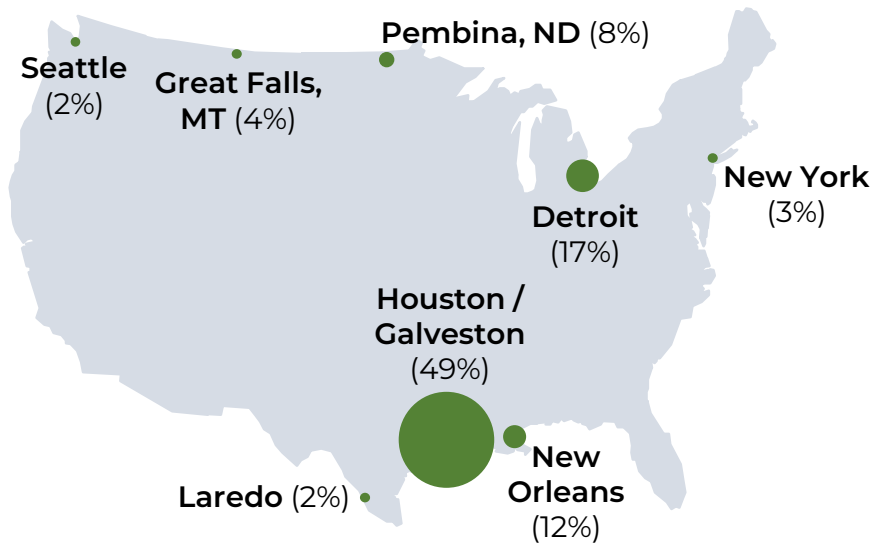 Pembina, ND (8%)
Seattle
(2%)
Great Falls,
MT (4%)
New York
(3%)
Detroit
(17%)
Houston /
Galveston
(49%)
New
Orleans
(12%)
Laredo (2%)